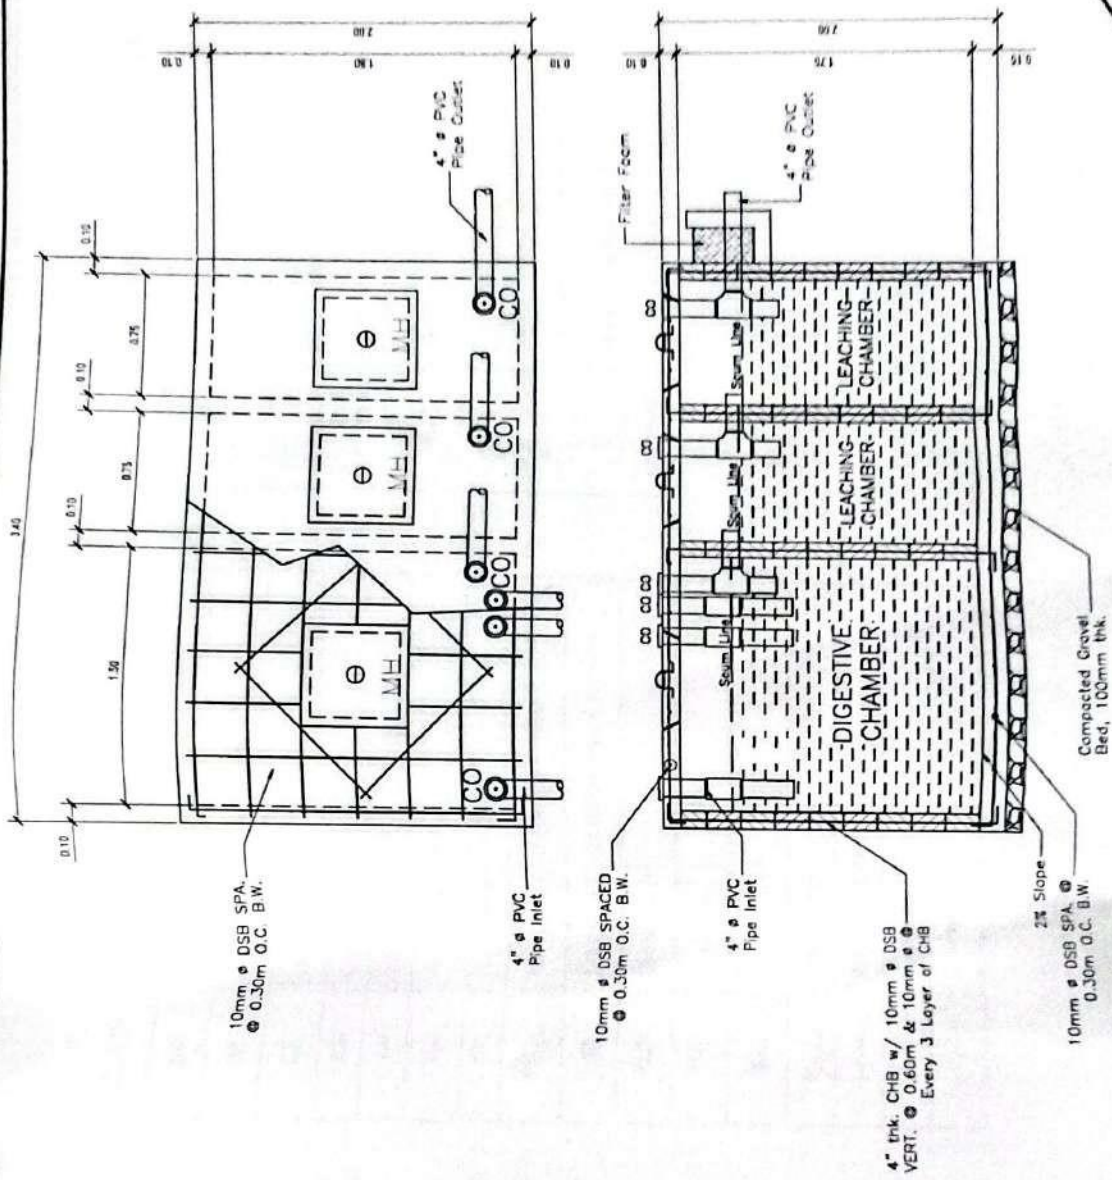 3.40
0.10
1.50
0.10
0.75
0.10
0.75
0.10
0.10
1.80
0.10
2.00
10mm ø DSB SPA.
@ 0.30m O.C. B.W.
MH
MH
MH
CO
CO
CO
CO
4" ø PVC
Pipe Inlet
4" ø PVC
Pipe Outlet
10mm ø DSB SPACED
@ 0.30m O.C. B.W.
4" ø PVC
Pipe Inlet
4" thk. CHB w/ 10mm ø DSB
VERT. @ 0.60m & 10mm ø @
Every 3 Layer of CHB
2% Slope
10mm ø DSB SPA. @
0.30m O.C. B.W.
Compacted Gravel
Bed, 100mm thk.
CO
CO
CO
CO
CO
Scum Line
Scum Line
Scum Line
DIGESTIVE
CHAMBER
LEACHING
CHAMBER
LEACHING
CHAMBER
Filter Foam
4" ø PVC
Pipe Outlet
0.10
1.75
0.15
2.00